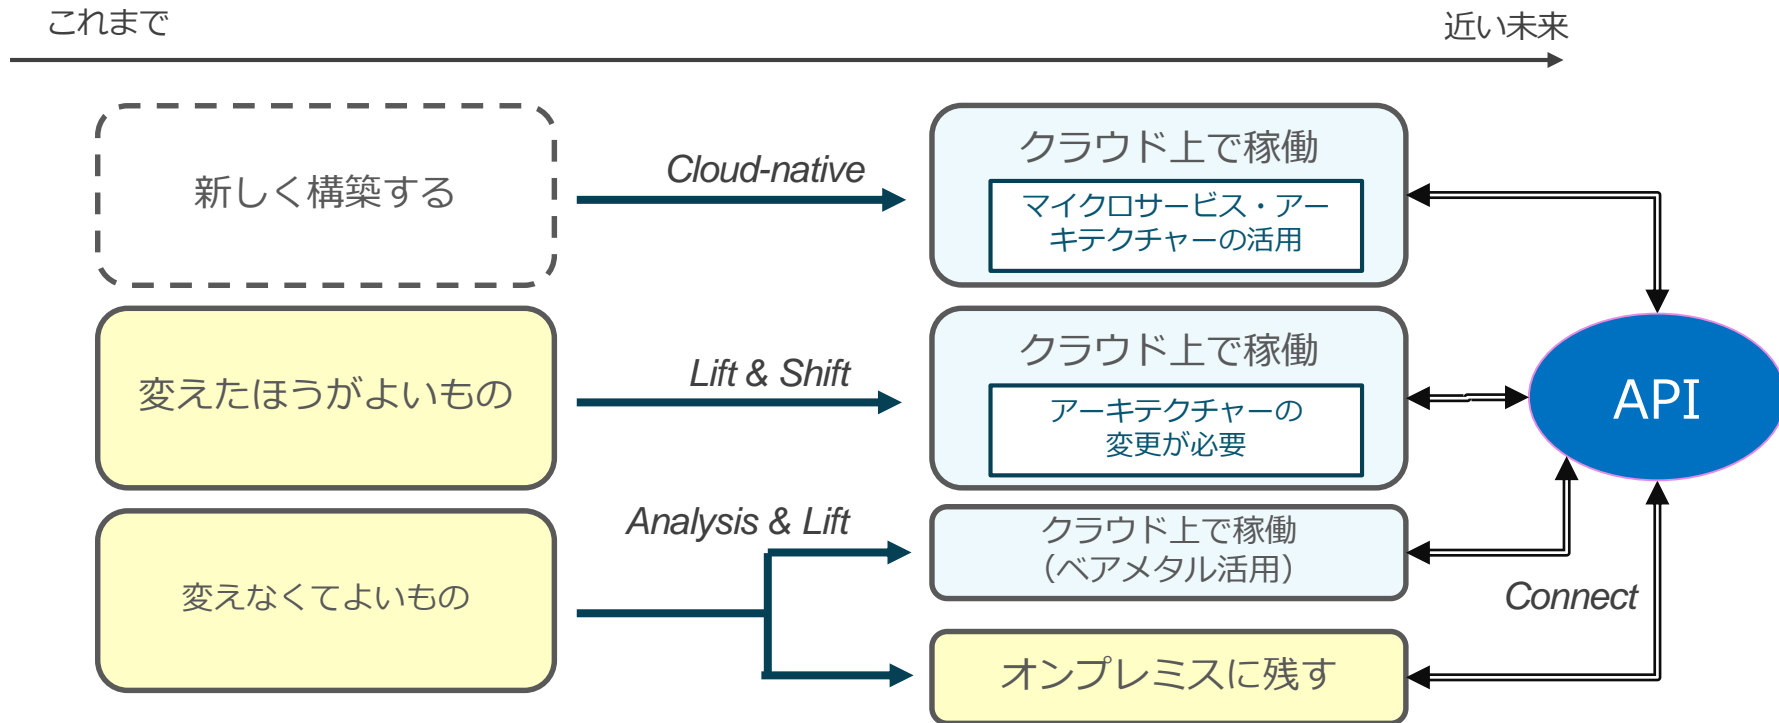 これまで
近い未来
新しく構築する
Cloud-native
クラウド上で稼働
マイクロサービス・アー
キテクチャーの活用
変えたほうがよいもの
Lift & Shift
クラウド上で稼働
アーキテクチャーの
変更が必要
API
変えなくてよいもの
Analysis & Lift
クラウド上で稼働
（ベアメタル活用）
Connect
オンプレミスに残す